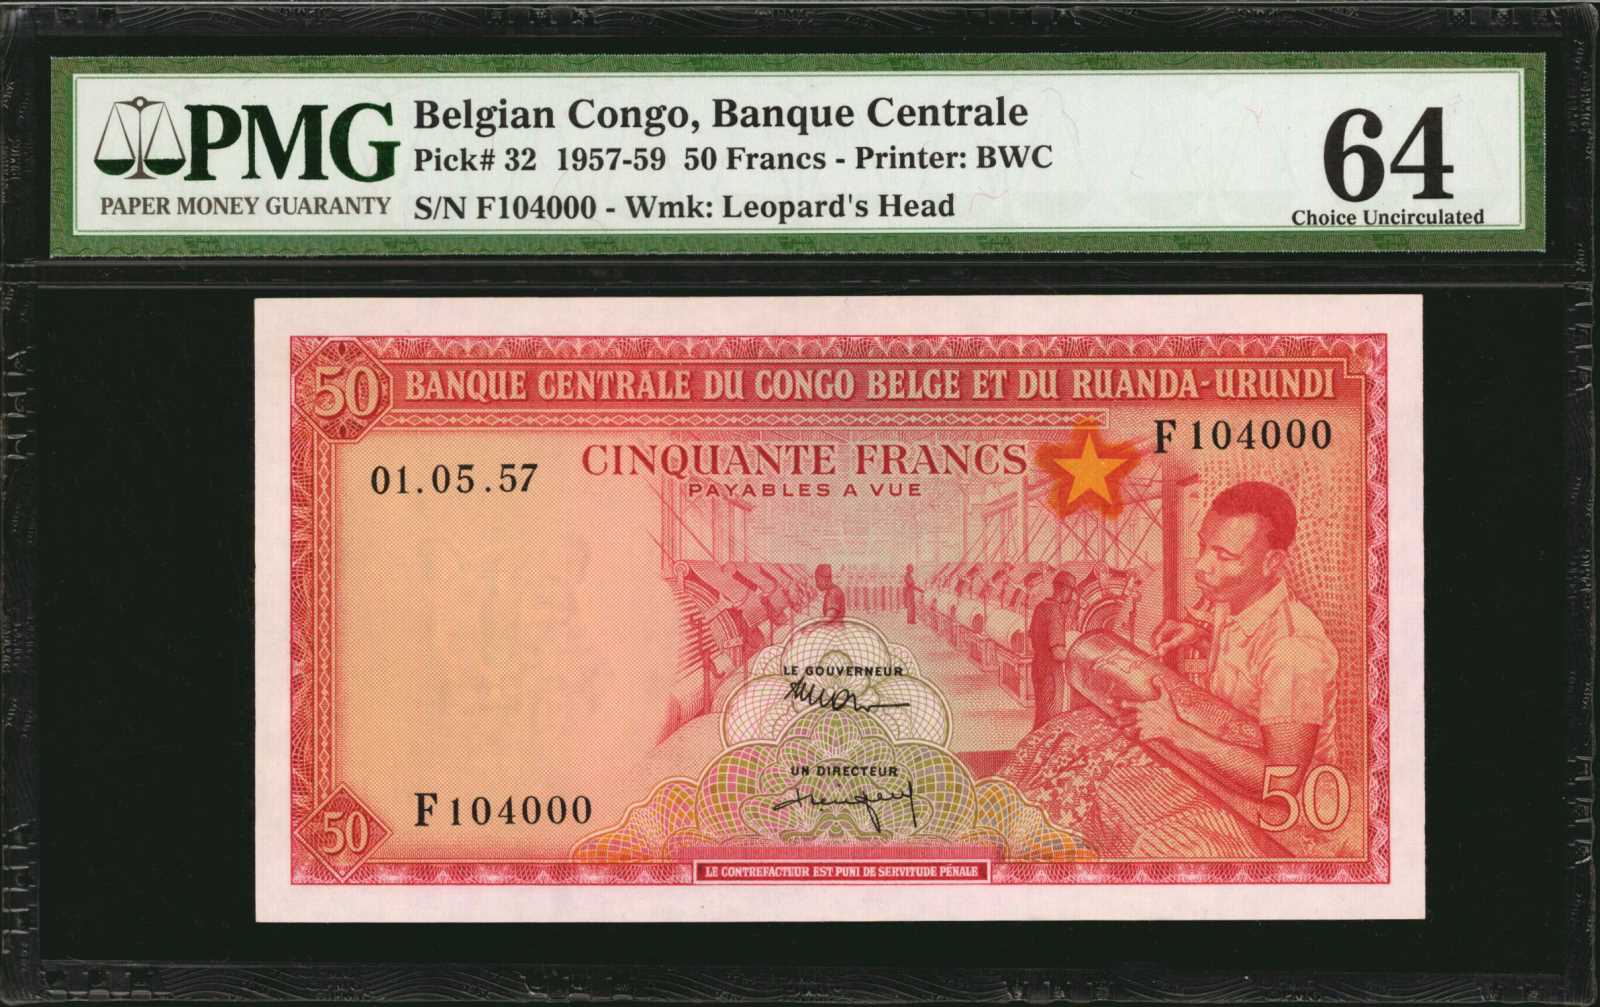 PMG
PAPER MONEY GUARANTY
Belgian Congo, Banque Centrale
Pick# 32 1957-59 50 Francs - Printer: BWC
S/N F104000 - Wmk: Leopard's Head
64
Choice Uncirculated
50 BANQUE CENTRALE DU CONGO BELGE ET DU RUANDA-URUNDI
F 104000
CINQUANTE FRANCS
01.05.57
PAYABLES A VUE
LE GOUVERNEUR
UN DIRECTEUR
F 104000
50
50
LE CONTREFACTEUR EST PUNI DE SERVITUDE PÉNALE